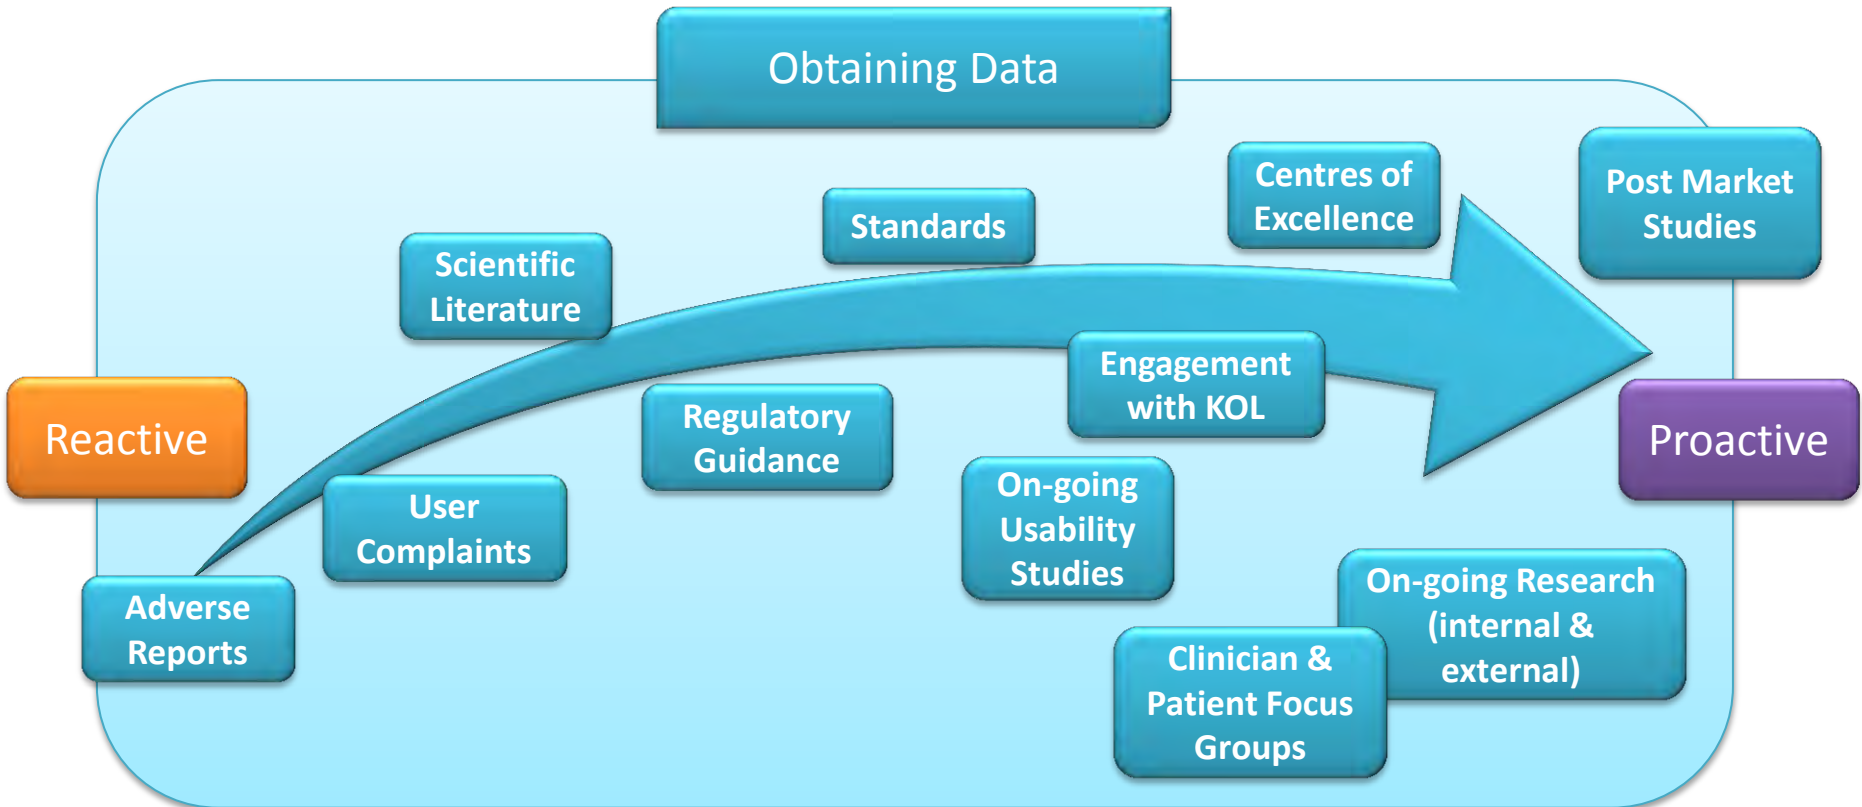 Obtaining Data
Centres of
Excellence
Post Market
Studies
Standards
Scientific
Literature
Engagement
with KOL
Reactive
Regulatory
Guidance
Proactive
User
Complaints
On-going
Usability
Studies
Adverse
Reports
On-going Research
(internal &
external)
Clinician &
Patient Focus
Groups